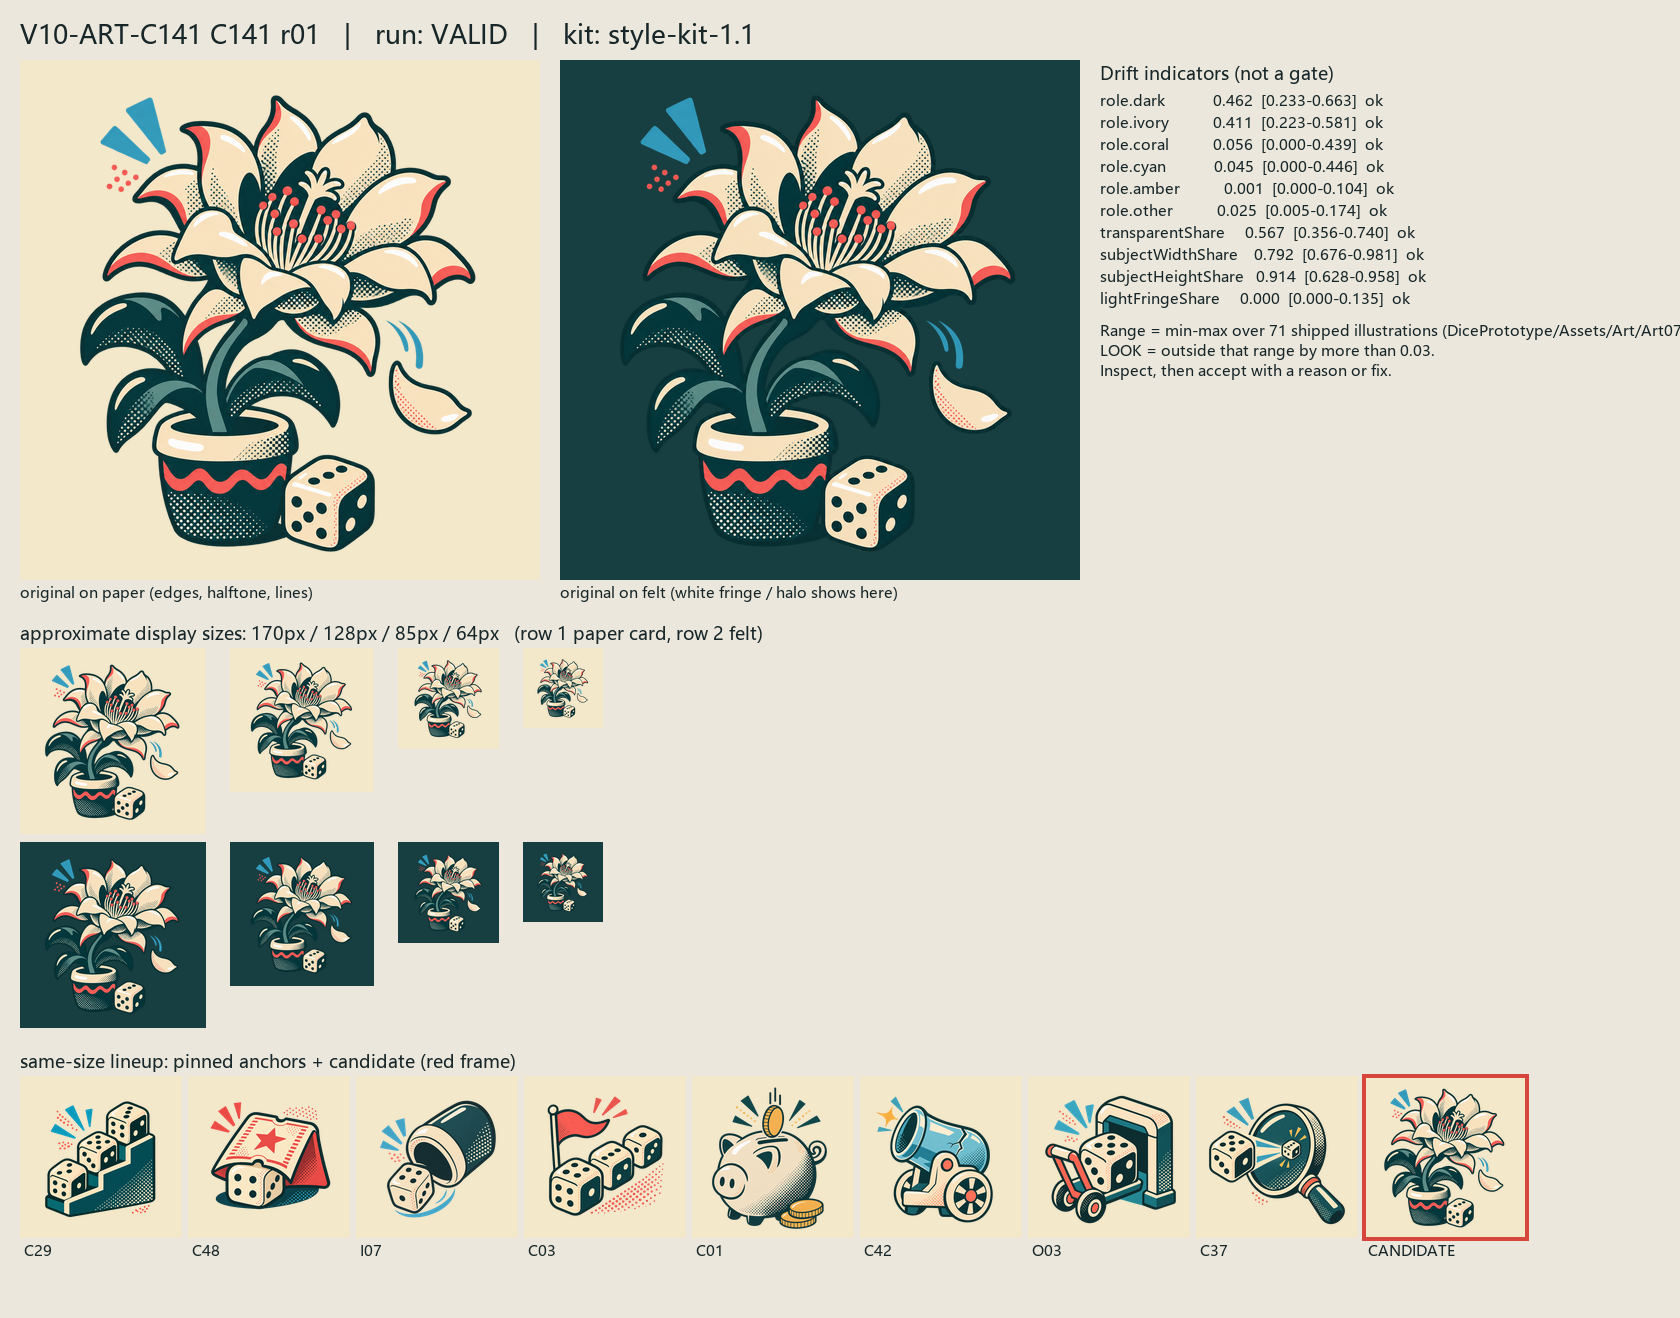 V10-ART-C141 C141 r01   |   run: VALID   |   kit: style-kit-1.1
Drift indicators (not a gate)
role.dark 0.462 [0.233-0.663] ok
role.ivory 0.411 [0.223-0.581] ok
role.coral 0.056 [0.000-0.439] ok
role.cyan 0.045 [0.000-0.446] ok
role.amber 0.001 [0.000-0.104] ok
role.other 0.025 [0.005-0.174] ok
transparentShare 0.567 [0.356-0.740] ok
subjectWidthShare 0.792 [0.676-0.981] ok
subjectHeightShare 0.914 [0.628-0.958] ok
lightFringeShare 0.000 [0.000-0.135] ok
Range = min-max over 71 shipped illustrations (DicePrototype/Assets/Art/Art07
LOOK = outside that range by more than 0.03.
Inspect, then accept with a reason or fix.
original on paper (edges, halftone, lines)
original on felt (white fringe / halo shows here)
approximate display sizes: 170px / 128px / 85px / 64px   (row 1 paper card, row 2 felt)
same-size lineup: pinned anchors + candidate (red frame)
C29
C48
I07
C03
C01
C42
O03
C37
CANDIDATE